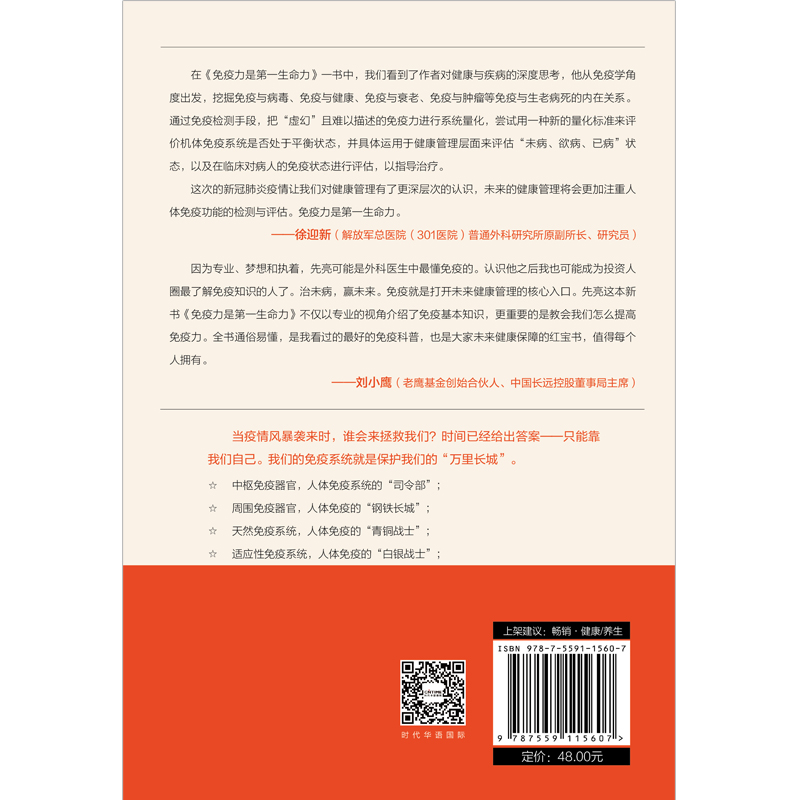 在《免疫力是第一生命力》一书中，我们看到了作者对健康与疾病的深度思考，他从免疫学角
度出发，挖掘免疫与病毒、免疫与健康、免疫与衰老、免疫与肿瘤等免疫与生老病死的内在关系。
通过免疫检测手段，把“虚幻”且难以描述的免疫力进行系统量化，尝试用一种新的量化标准来评
价机体免疫系统是否处于平衡状态，并具体运用于健康管理层面来评估“未病、欲病、已病”状
态，以及在临床对病人的免疫状态进行评估，以指导治疗。
这次的新冠肺炎疫情让我们对健康管理有了更深层次的认识，未来的健康管理将会更加注重人
体免疫功能的检测与评估。免疫力是第一生命力。
——徐迎新（解放军总医院（301医院）普通外科研究所原副所长、研究员）
因为专业、梦想和执着，先亮可能是外科医生中最懂免疫的。认识他之后我也可能成为投资人
圈最了解免疫知识的人了。治未病，赢未来。免疫就是打开未来健康管理的核心入口。先亮这本新
书《免疫力是第一生命力》不仅以专业的视角介绍了免疫基本知识，更重要的是教会我们怎么提高
免疫力。全书通俗易懂，是我看过的最好的免疫科普，也是大家未来健康保障的红宝书，值得每个
人拥有。
——刘小鹰（老鹰基金创始合伙人、中国长远控股董事局主席）
当疫情风暴袭来时，谁会来拯救我们？时间已经给出答案——只能靠
我们自己。我们的免疫系统就是保护我们的“万里长城”。
☆ 中枢免疫器官，人体免疫系统的“司令部”；
☆ 周围免疫器官，人体免疫的“钢铁长城”；
☆ 天然免疫系统，人体免疫的“青铜战士”；
☆ 适应性免疫系统，人体免疫的“白银战士”；
上架建议：畅销·健康/养生
ISBN 978-7-5591-1560-7
9 787559 115607 >
定价：48.00元
时代华语国际